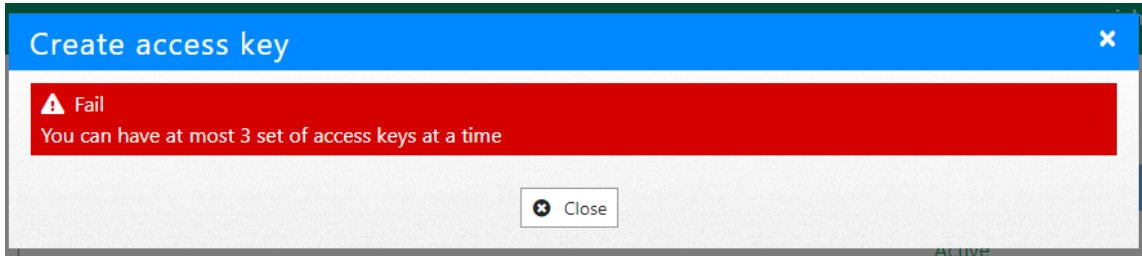 Create access key
Fail
You can have at most 3 set of access keys at a time
Close
Active